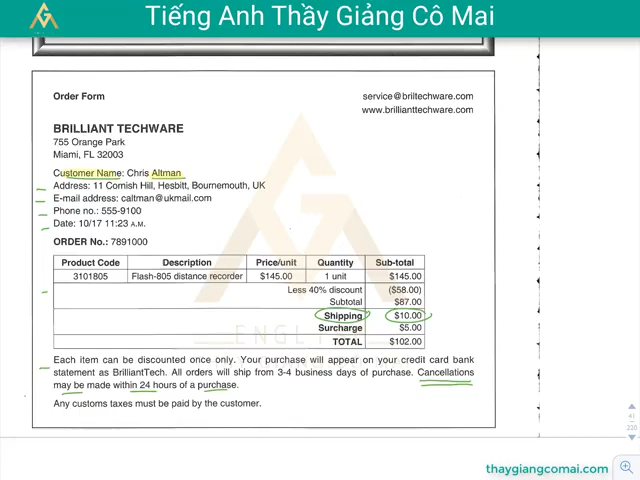 Tiếng Anh Thầy Giảng Cô Mai
Order Form
service@briltechware.com
www.brillianttechware.com
BRILLIANT TECHWARE
755 Orange Park
Miami, FL 32003
Customer Name: Chris Altman
Address: 11 Cornish Hill, Hesbitt, Bournemouth, UK
E-mail address: caltman@ukmail.com
Phone no.: 555-9100
Date: 10/17 11:23 A.M.
ORDER No.: 7891000
Product Code Description Price/unit Quantity Sub-total
3101805 Flash-805 distance recorder $145.00 1 unit $145.00
Less 40% discount ($58.00)
Subtotal $87.00
Shipping $10.00
Surcharge $5.00
TOTAL $102.00
ENGLI
Each item can be discounted once only. Your purchase will appear on your credit card bank
statement as BrilliantTech. All orders will ship from 3-4 business days of purchase. Cancellations
may be made within 24 hours of a purchase.
Any customs taxes must be paid by the customer.
41
220
thaygiangcomai.com